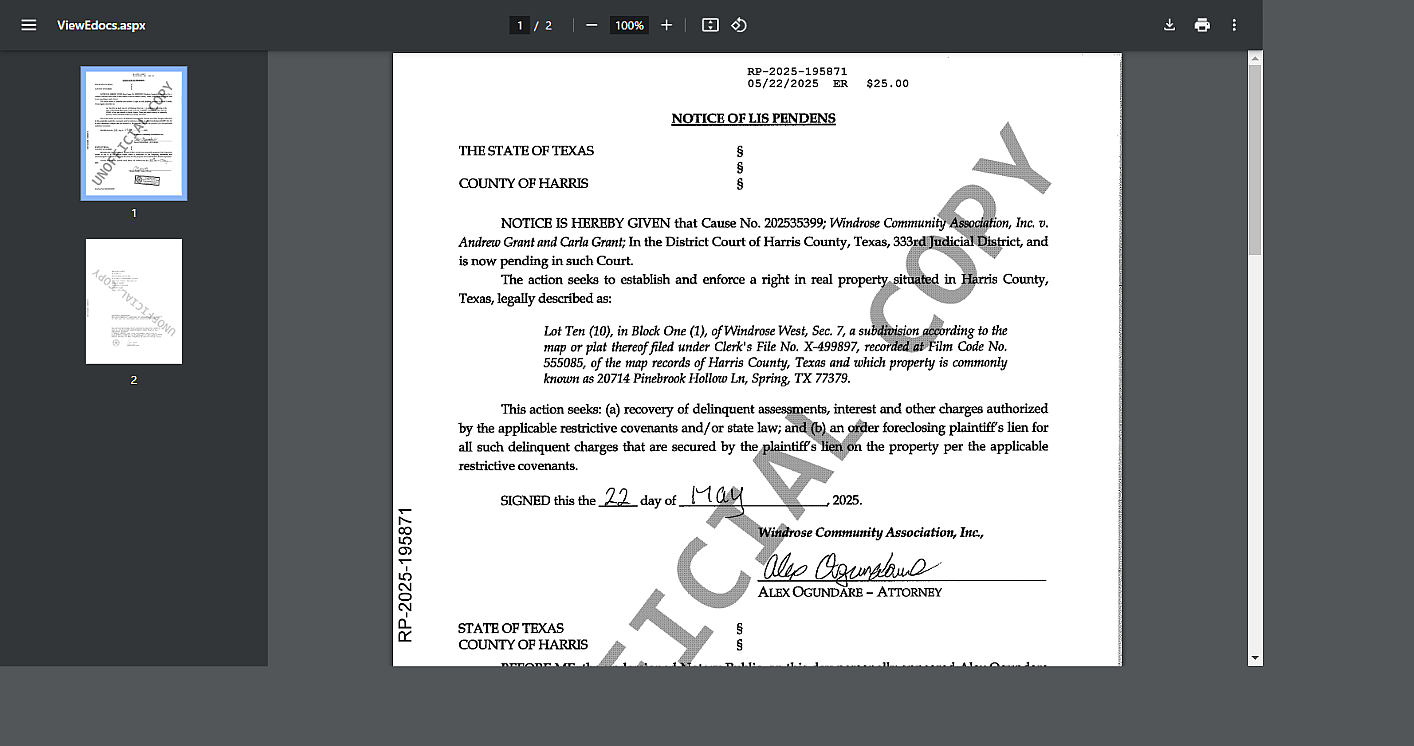 ViewEdocs.aspx
1 / 2
100%
1
2
RP-2025-195871
05/22/2025 ER $25.00
NOTICE OF LIS PENDENS
THE STATE OF TEXAS §
§
COUNTY OF HARRIS §
NOTICE IS HEREBY GIVEN that Cause No. 202535399; Windrose Community Association, Inc. v.
Andrew Grant and Carla Grant; In the District Court of Harris County, Texas, 333rd Judicial District, and
is now pending in such Court.
The action seeks to establish and enforce a right in real property situated in Harris County,
Texas, legally described as:
Lot Ten (10), in Block One (1), of Windrose West, Sec. 7, a subdivision according to the
map or plat thereof filed under Clerk's File No. X-499897, recorded at Film Code No.
555085, of the map records of Harris County, Texas and which property is commonly
known as 20714 Pinebrook Hollow Ln, Spring, TX 77379.
This action seeks: (a) recovery of delinquent assessments, interest and other charges authorized
by the applicable restrictive covenants and/or state law; and (b) an order foreclosing plaintiff's lien for
all such delinquent charges that are secured by the plaintiff's lien on the property per the applicable
restrictive covenants.
SIGNED this the 22 day of May, 2025.
Windrose Community Association, Inc.,
ALEX OGUNDARE – ATTORNEY
STATE OF TEXAS §
COUNTY OF HARRIS §
RP-2025-195871
UNOFFICIAL COPY
UNOFFICIAL COPY
FICIAL COPY